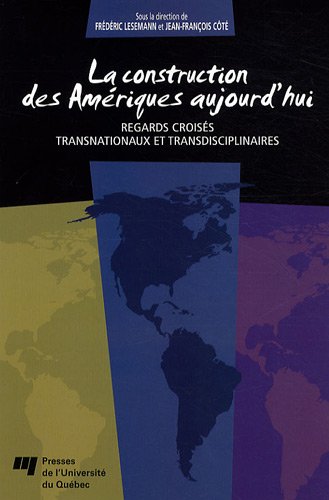 Sous la direction de
FRÉDÉRIC LESEMANN et JEAN-FRANÇOIS CÔTÉ
La construction
des Amériques aujourd'hui
REGARDS CROISÉS
TRANSNATIONAUX ET TRANSDISCIPLINAIRES
Presses
de l'Université
du Québec